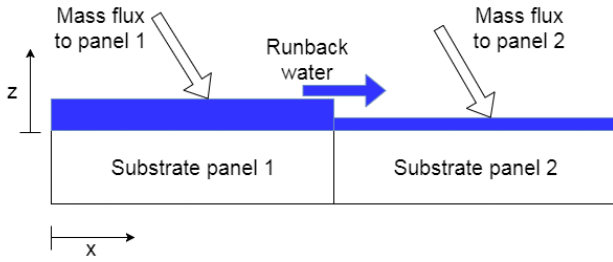 Mass flux
to panel 1
Mass flux
to panel 2
Runback
water
z
Substrate panel 1
Substrate panel 2
x